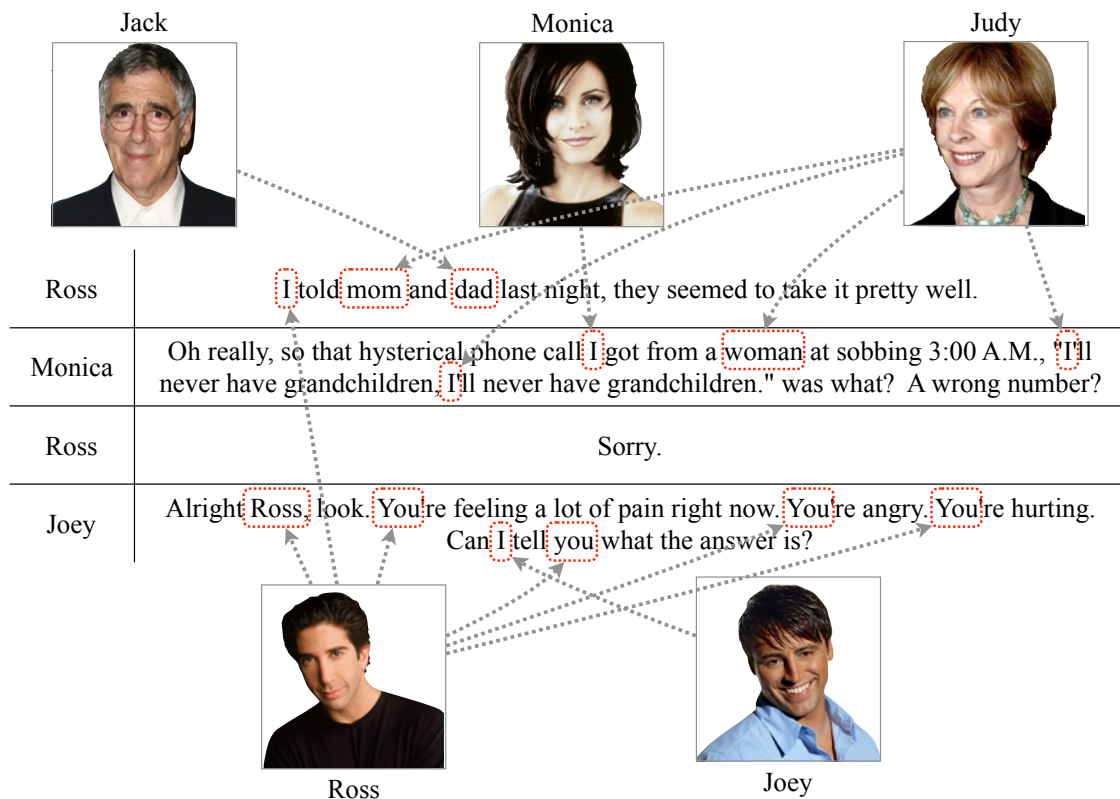 Jack
Monica
Judy
Ross
I told mom and dad last night, they seemed to take it pretty well.
Monica
Oh really, so that hysterical phone call I got from a woman at sobbing 3:00 A.M., "I'll
never have grandchildren, I'll never have grandchildren." was what?  A wrong number?
Ross
Sorry.
Joey
Alright Ross, look. You're feeling a lot of pain right now. You're angry. You're hurting.
Can I tell you what the answer is?
Ross
Joey